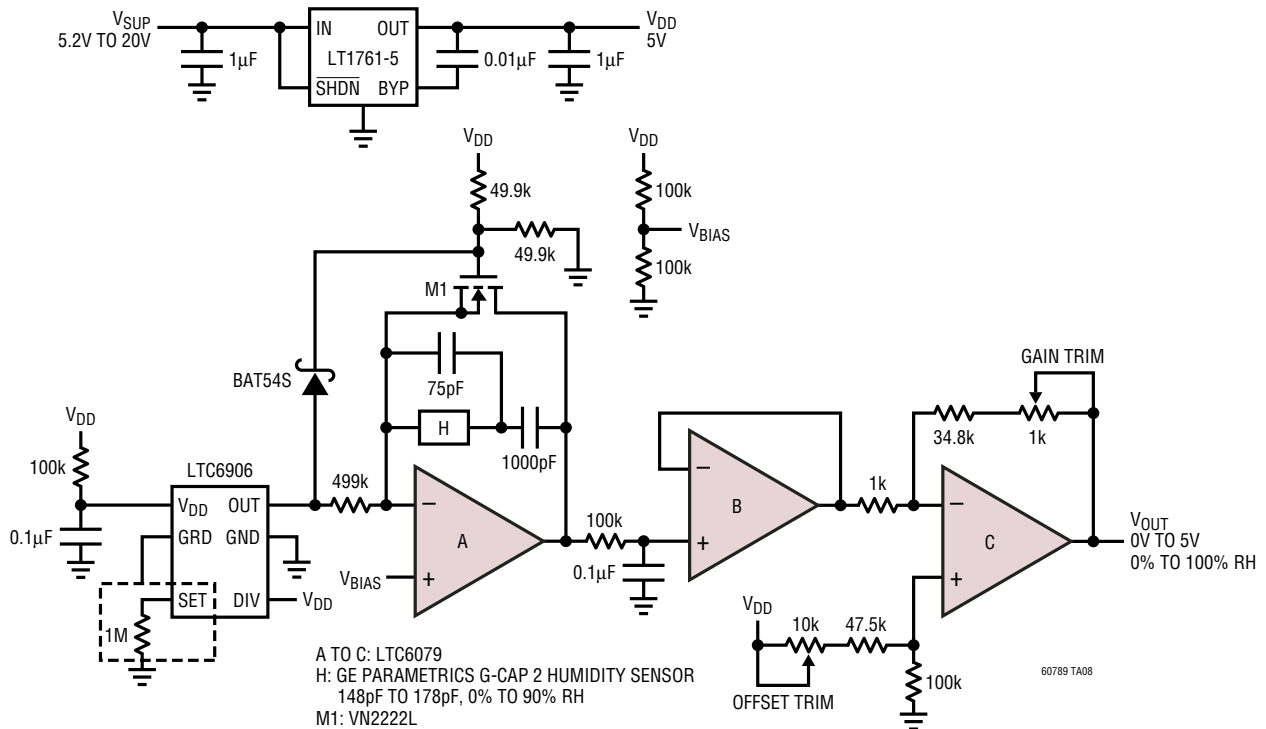 VSUP
5.2V TO 20V
1µF
IN
OUT
LT1761-5
SHDN
BYP
0.01µF
1µF
VDD
5V
VDD
49.9k
49.9k
VDD
100k
VBIAS
100k
M1
BAT54S
75pF
H
1000pF
VDD
100k
0.1µF
LTC6906
VDD
OUT
GRD
GND
SET
DIV
VDD
1M
499k
–
A
+
VBIAS
100k
0.1µF
–
B
+
1k
GAIN TRIM
34.8k
1k
–
C
+
VOUT
0V TO 5V
0% TO 100% RH
VDD
10k
47.5k
OFFSET TRIM
100k
A TO C: LTC6079
H: GE PARAMETRICS G-CAP 2 HUMIDITY SENSOR
148pF TO 178pF, 0% TO 90% RH
M1: VN2222L
60789 TA08